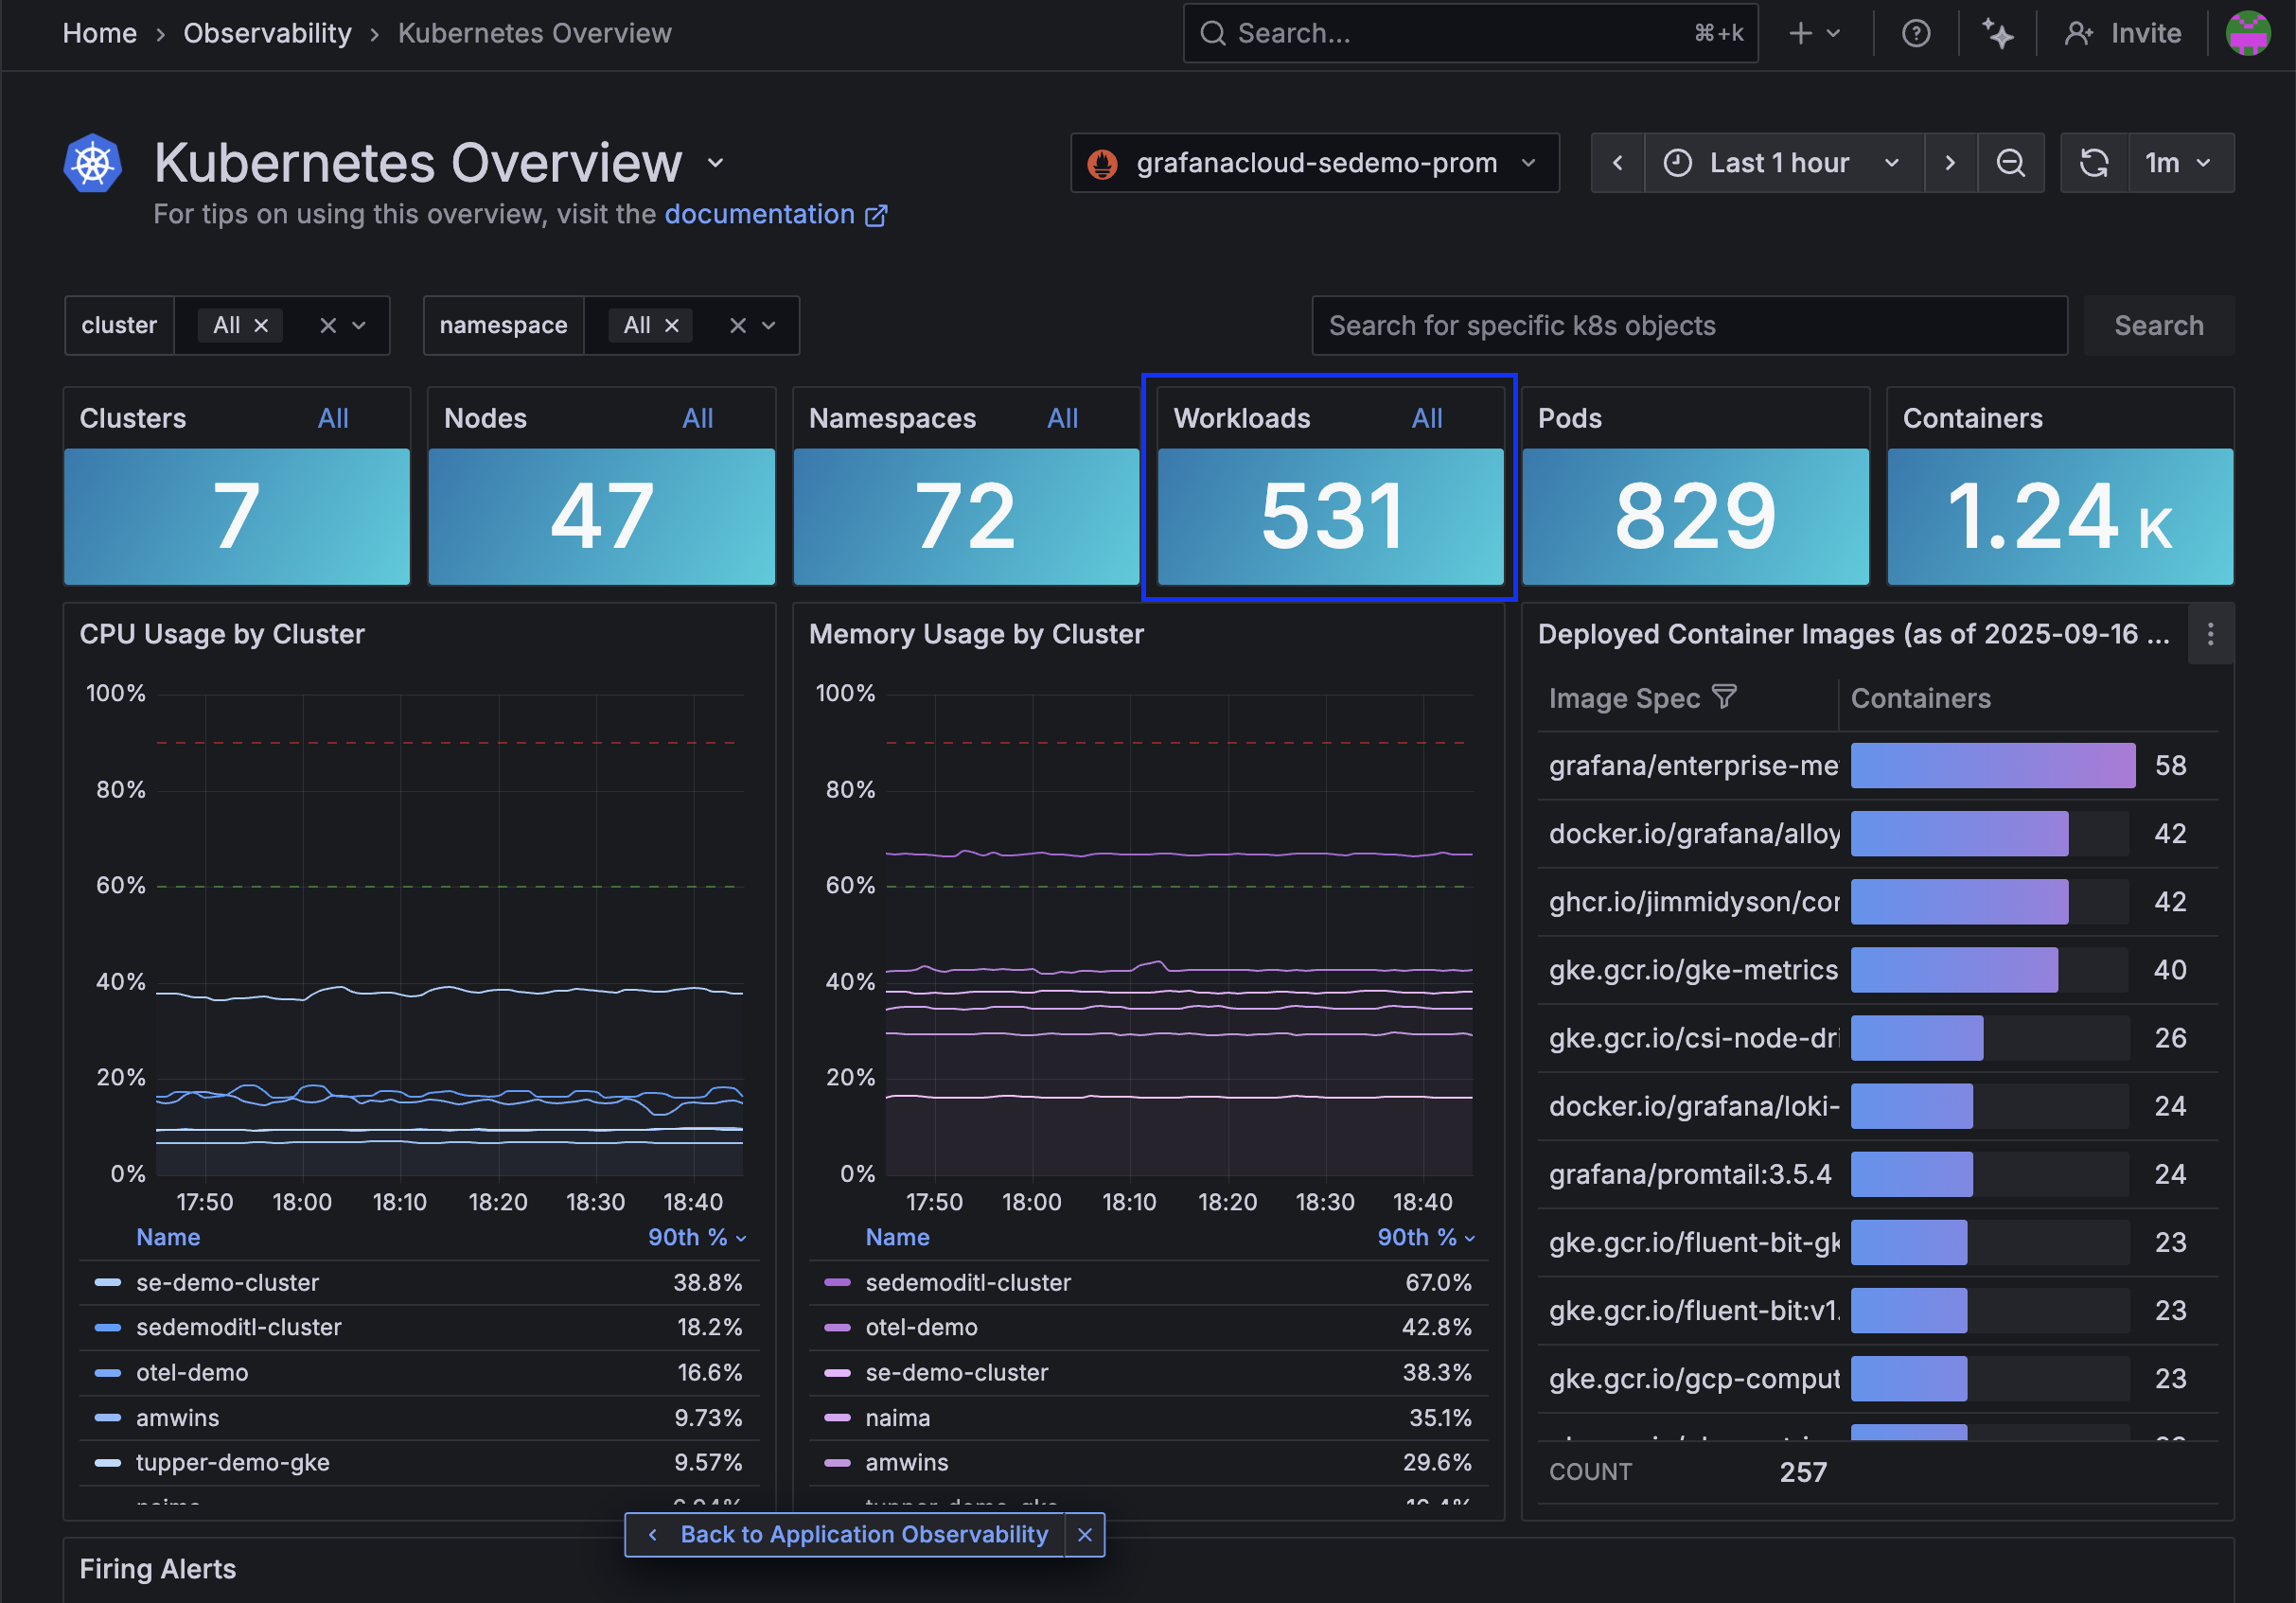 Home › Observability › Kubernetes Overview
Search... ⌘+k
Invite
Kubernetes Overview
For tips on using this overview, visit the documentation
grafanacloud-sedemo-prom
Last 1 hour
1m
cluster All
namespace All
Search for specific k8s objects
Search
Clusters All
7
Nodes All
47
Namespaces All
72
Workloads All
531
Pods
829
Containers
1.24 K
CPU Usage by Cluster
100%
80%
60%
40%
20%
0%
17:50 18:00 18:10 18:20 18:30 18:40
Name 90th %
se-demo-cluster 38.8%
sedemoditl-cluster 18.2%
otel-demo 16.6%
amwins 9.73%
tupper-demo-gke 9.57%
Memory Usage by Cluster
100%
80%
60%
40%
20%
0%
17:50 18:00 18:10 18:20 18:30 18:40
Name 90th %
sedemoditl-cluster 67.0%
otel-demo 42.8%
se-demo-cluster 38.3%
naima 35.1%
amwins 29.6%
Deployed Container Images (as of 2025-09-16 ...
Image Spec Containers
grafana/enterprise-me 58
docker.io/grafana/alloy 42
ghcr.io/jimmidyson/cor 42
gke.gcr.io/gke-metrics 40
gke.gcr.io/csi-node-dri 26
docker.io/grafana/loki- 24
grafana/promtail:3.5.4 24
gke.gcr.io/fluent-bit-gk 23
gke.gcr.io/fluent-bit:v1. 23
gke.gcr.io/gcp-comput 23
COUNT 257
Back to Application Observability
Firing Alerts